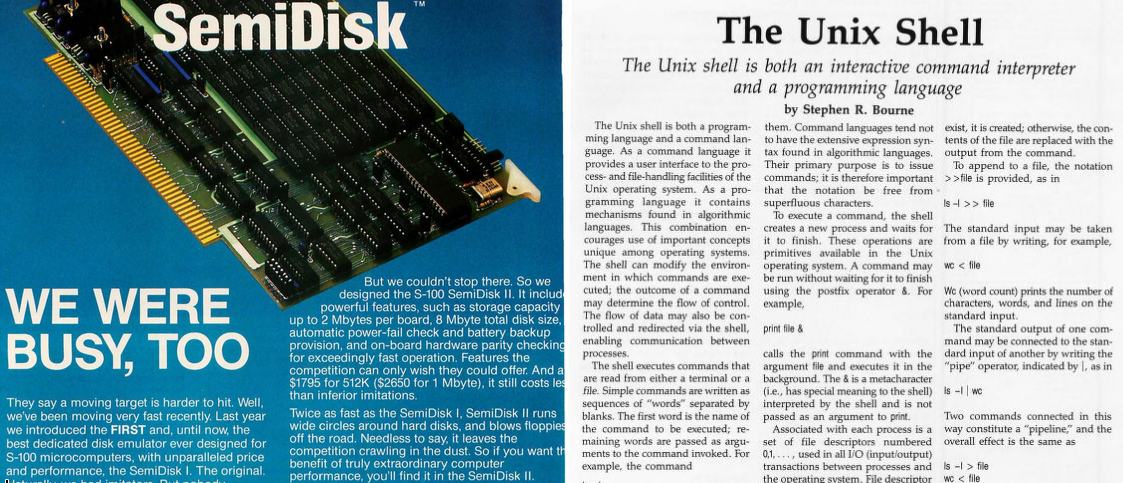 SemiDisk™
WE WERE
BUSY, TOO
They say a moving target is harder to hit. Well,
we've been moving very fast recently. Last year
we introduced the FIRST and, until now, the
best dedicated disk emulator ever designed for
S-100 microcomputers, with unparalleled price
and performance, the SemiDisk I. The original.
But we couldn't stop there. So we
designed the S-100 SemiDisk II. It
powerful features, such as storage capacity
up to 2 Mbytes per board, 8 Mbyte total disk size,
automatic power-fail check and battery backup
provision, and on-board hardware parity checking
for exceedingly fast operation. Features the
competition can only wish they could offer. And
$1795 for 512K ($2650 for 1 Mbyte), it still costs
than inferior imitations.
Twice as fast as the SemiDisk I, SemiDisk II runs
wide circles around hard disks, and blows floppies
off the road. Needless to say, it leaves the
competition crawling in the dust. So if you want
benefit of truly extraordinary computer
performance, you'll find it in the SemiDisk II.
The Unix Shell
The Unix shell is both an interactive command interpreter
and a programming language
by Stephen R. Bourne
The Unix shell is both a program-
ming language and a command lan-
guage. As a command language it
provides a user interface to the pro-
cess- and file-handling facilities of the
Unix operating system. As a pro-
gramming language it contains
mechanisms found in algorithmic
languages. This combination en-
courages use of important concepts
unique among operating systems.
The shell can modify the environ-
ment in which commands are exe-
cuted; the outcome of a command
may determine the flow of control.
The flow of data may also be con-
trolled and redirected via the shell,
enabling communication between
processes.
The shell executes commands that
are read from either a terminal or a
file. Simple commands are written as
sequences of "words" separated by
blanks. The first word is the name of
the command to be executed; re-
maining words are passed as argu-
ments to the command invoked. For
example, the command
them. Command languages tend not
to have the extensive expression syn-
tax found in algorithmic languages.
Their primary purpose is to issue
commands; it is therefore important
that the notation be free from
superfluous characters.
To execute a command, the shell
creates a new process and waits for
it to finish. These operations are
primitives available in the Unix
operating system. A command may
be run without waiting for it to finish
using the postfix operator &. For
example,
print file &
calls the print command with the
argument file and executes it in the
background. The & is a metacharacter
(i.e., has special meaning to the shell)
interpreted by the shell and is not
passed as an argument to print.
Associated with each process is a
set of file descriptors numbered
0,1, . . . , used in all I/O (input/output)
transactions between processes and
the operating system. File descriptor
exist, it is created; otherwise, the con-
tents of the file are replaced with the
output from the command.
To append to a file, the notation
>>file is provided, as in
ls -l >> file
The standard input may be taken
from a file by writing, for example,
wc < file
Wc (word count) prints the number of
characters, words, and lines on the
standard input.
The standard output of one com-
mand may be connected to the stan-
dard input of another by writing the
"pipe" operator, indicated by |, as in
ls -l | wc
Two commands connected in this
way constitute a "pipeline," and the
overall effect is the same as
ls -l > file
wc < file